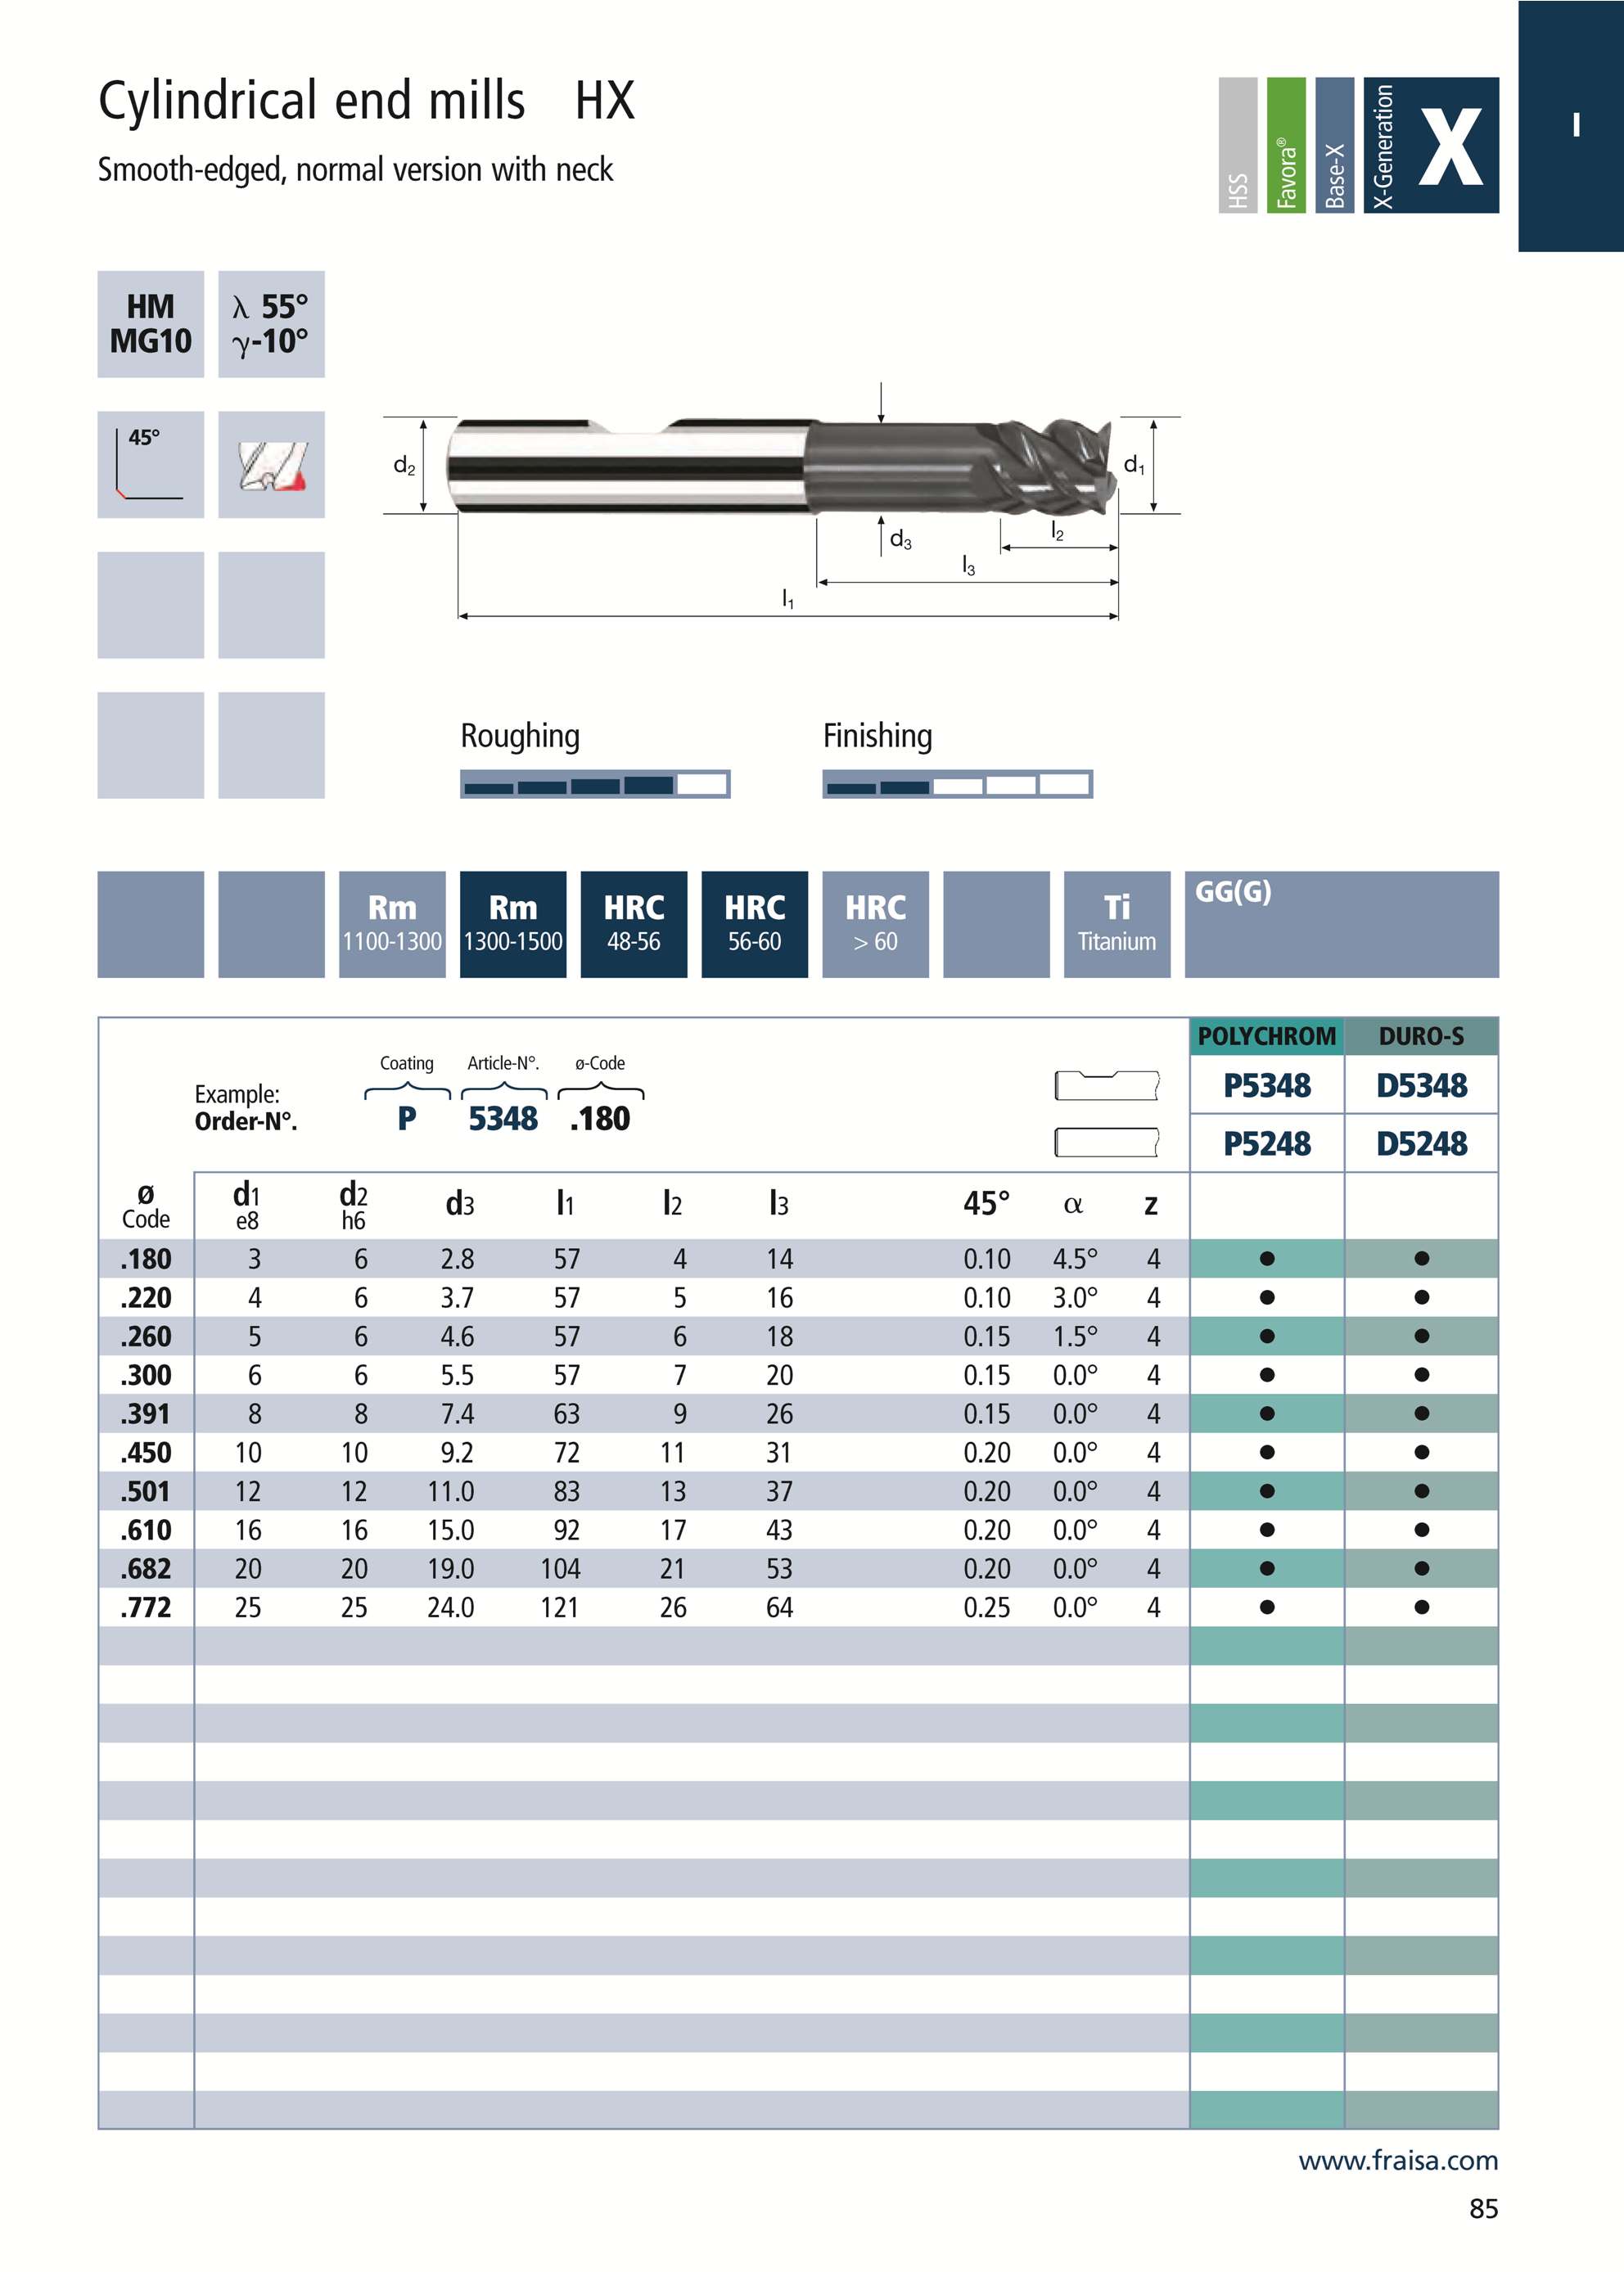 Cylindrical end mills HX
Smooth-edged, normal version with neck
HSS
Favora®
Base-X
X-Generation
X
I
HM
MG10
λ 55°
γ-10°
45°
d2
d1
d3
l2
l3
l1
Roughing
Finishing
Rm
1100-1300
Rm
1300-1500
HRC
48-56
HRC
56-60
HRC
> 60
Ti
Titanium
GG(G)
POLYCHROM DURO-S
Coating Article-N°. ø-Code
Example:
Order-N°. P 5348 .180
P5348 D5348
P5248 D5248
ø Code d1 e8 d2 h6 d3 l1 l2 l3 45° α z
.180 3 6 2.8 57 4 14 0.10 4.5° 4 ● ●
.220 4 6 3.7 57 5 16 0.10 3.0° 4 ● ●
.260 5 6 4.6 57 6 18 0.15 1.5° 4 ● ●
.300 6 6 5.5 57 7 20 0.15 0.0° 4 ● ●
.391 8 8 7.4 63 9 26 0.15 0.0° 4 ● ●
.450 10 10 9.2 72 11 31 0.20 0.0° 4 ● ●
.501 12 12 11.0 83 13 37 0.20 0.0° 4 ● ●
.610 16 16 15.0 92 17 43 0.20 0.0° 4 ● ●
.682 20 20 19.0 104 21 53 0.20 0.0° 4 ● ●
.772 25 25 24.0 121 26 64 0.25 0.0° 4 ● ●
www.fraisa.com
85